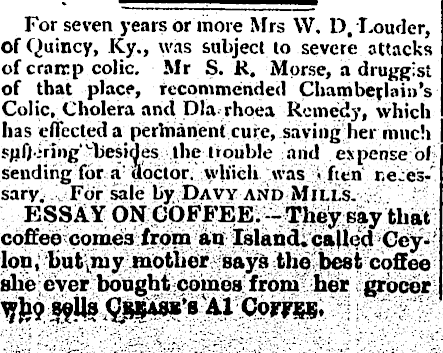 For seven years or more Mrs W. D. Louder,
of Quincy, Ky., was subject to severe attacks
of cramp colic. Mr S. R. Morse, a druggist
of that place, recommended Chamberlain's
Colic, Cholera and Diarhoea Remedy, which
has effected a permanent cure, saving her much
suffering besides the trouble and expense of
sending for a doctor, which was often neces-
sary. For sale by DAVY AND MILLS.
ESSAY ON COFFEE.—They say that
coffee comes from an Island, called Cey-
lon, but my mother says the best coffee
she ever bought comes from her grocer
who sells CREASE'S A1 COFFEE.